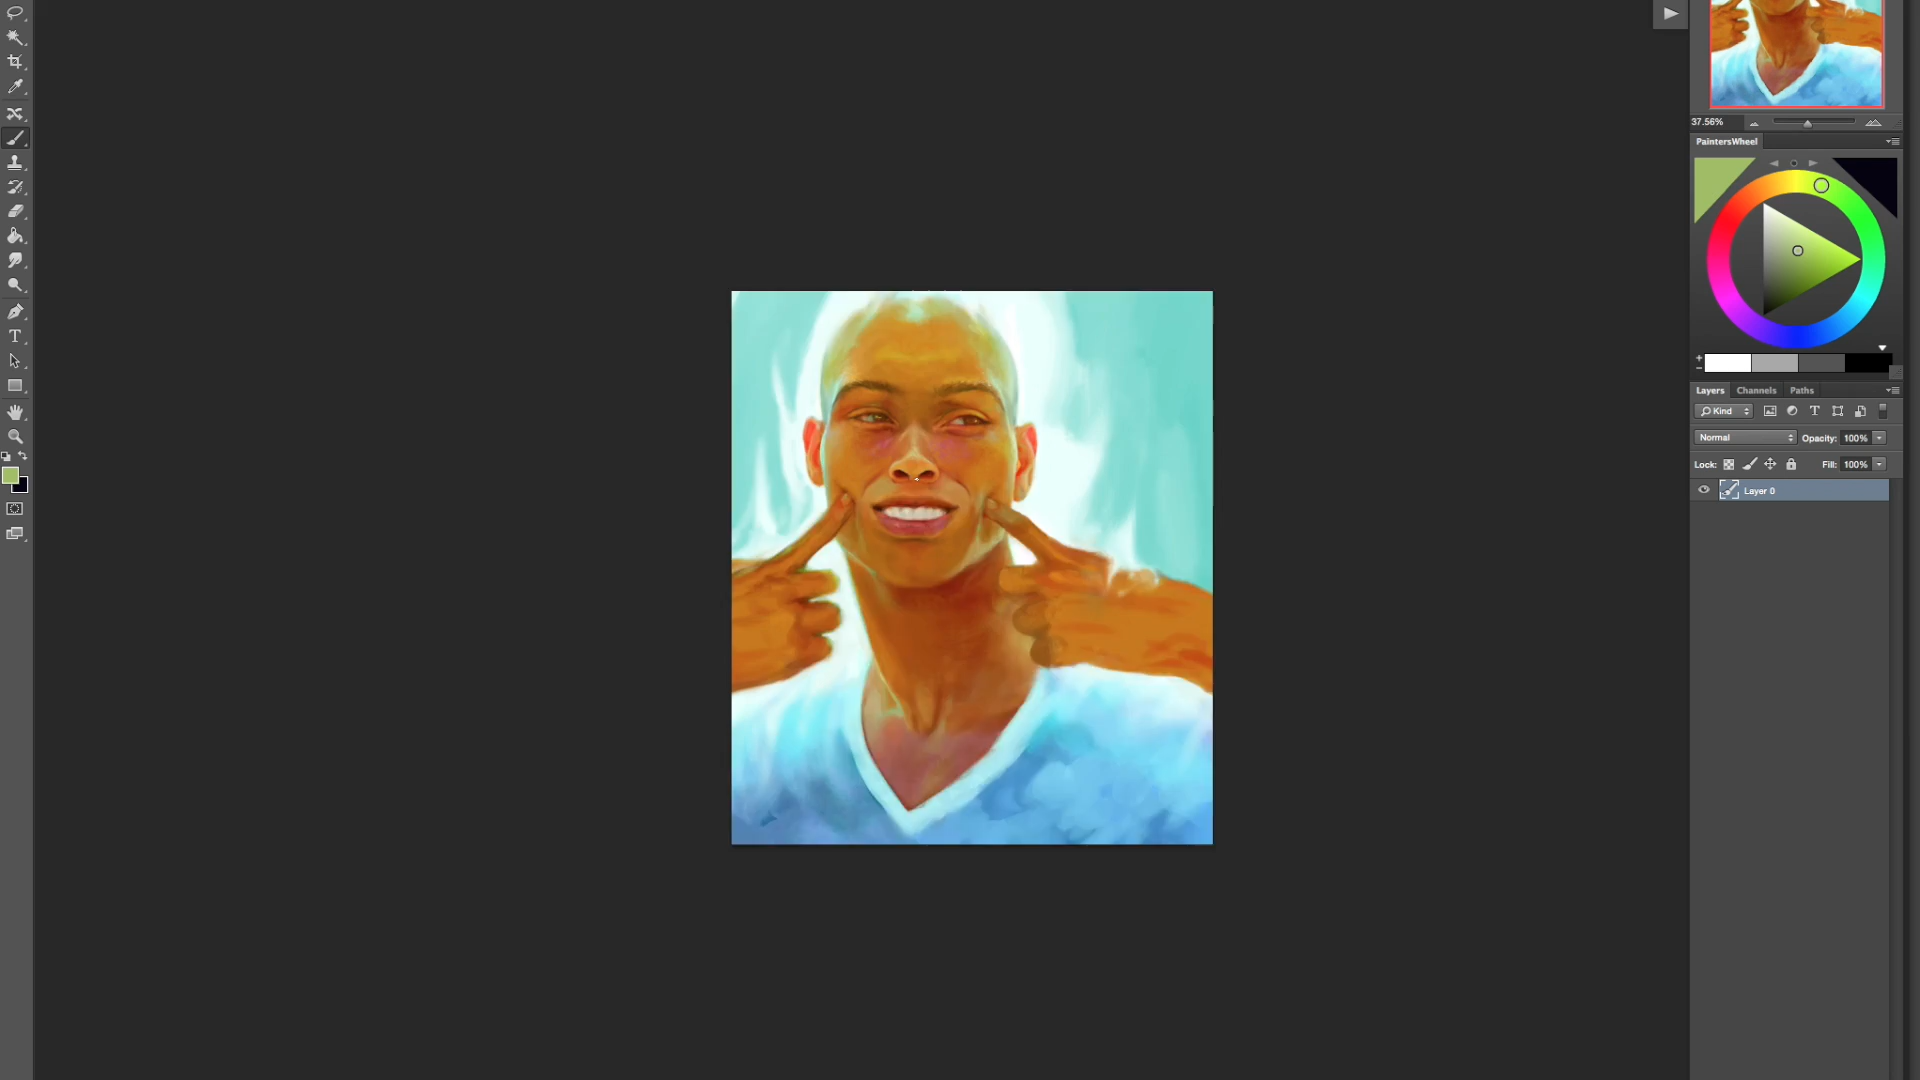 37.56%
PaintersWheel
Layers Channels Paths
Kind
Normal Opacity: 100%
Lock: Fill: 100%
Layer 0